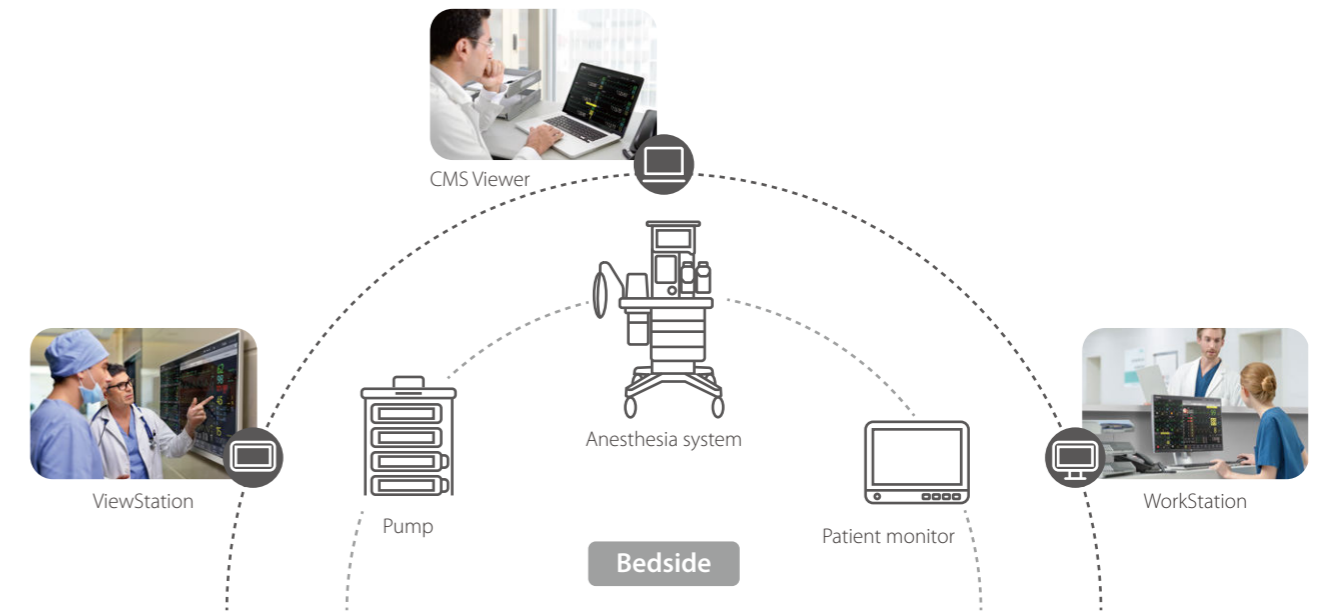 CMS Viewer
Anesthesia system
ViewStation
Pump
Patient monitor
WorkStation
Bedside